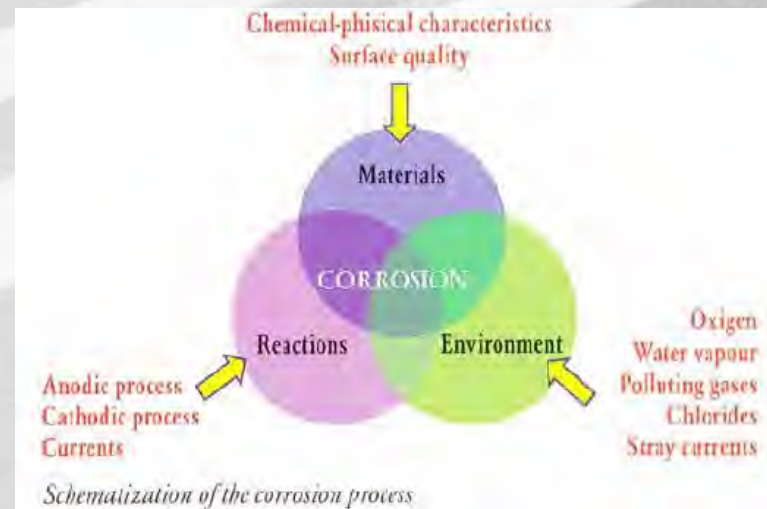 Chemical-phisical characteristics
Surface quality
Materials
CORROSION
Reactions
Environment
Oxigen
Water vapour
Polluting gases
Chlorides
Stray currents
Anodic process
Cathodic process
Currents
Schematization of the corrosion process